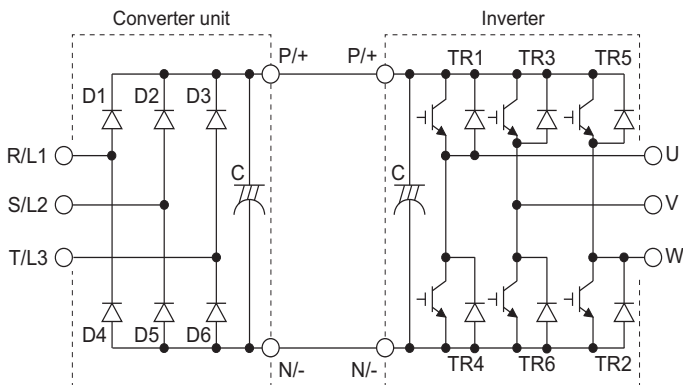 Converter unit
Inverter
P/+
P/+
TR1
TR3
TR5
D1
D2
D3
R/L1
U
C
C
S/L2
V
T/L3
W
D4
D5
D6
TR4
TR6
TR2
N/-
N/-